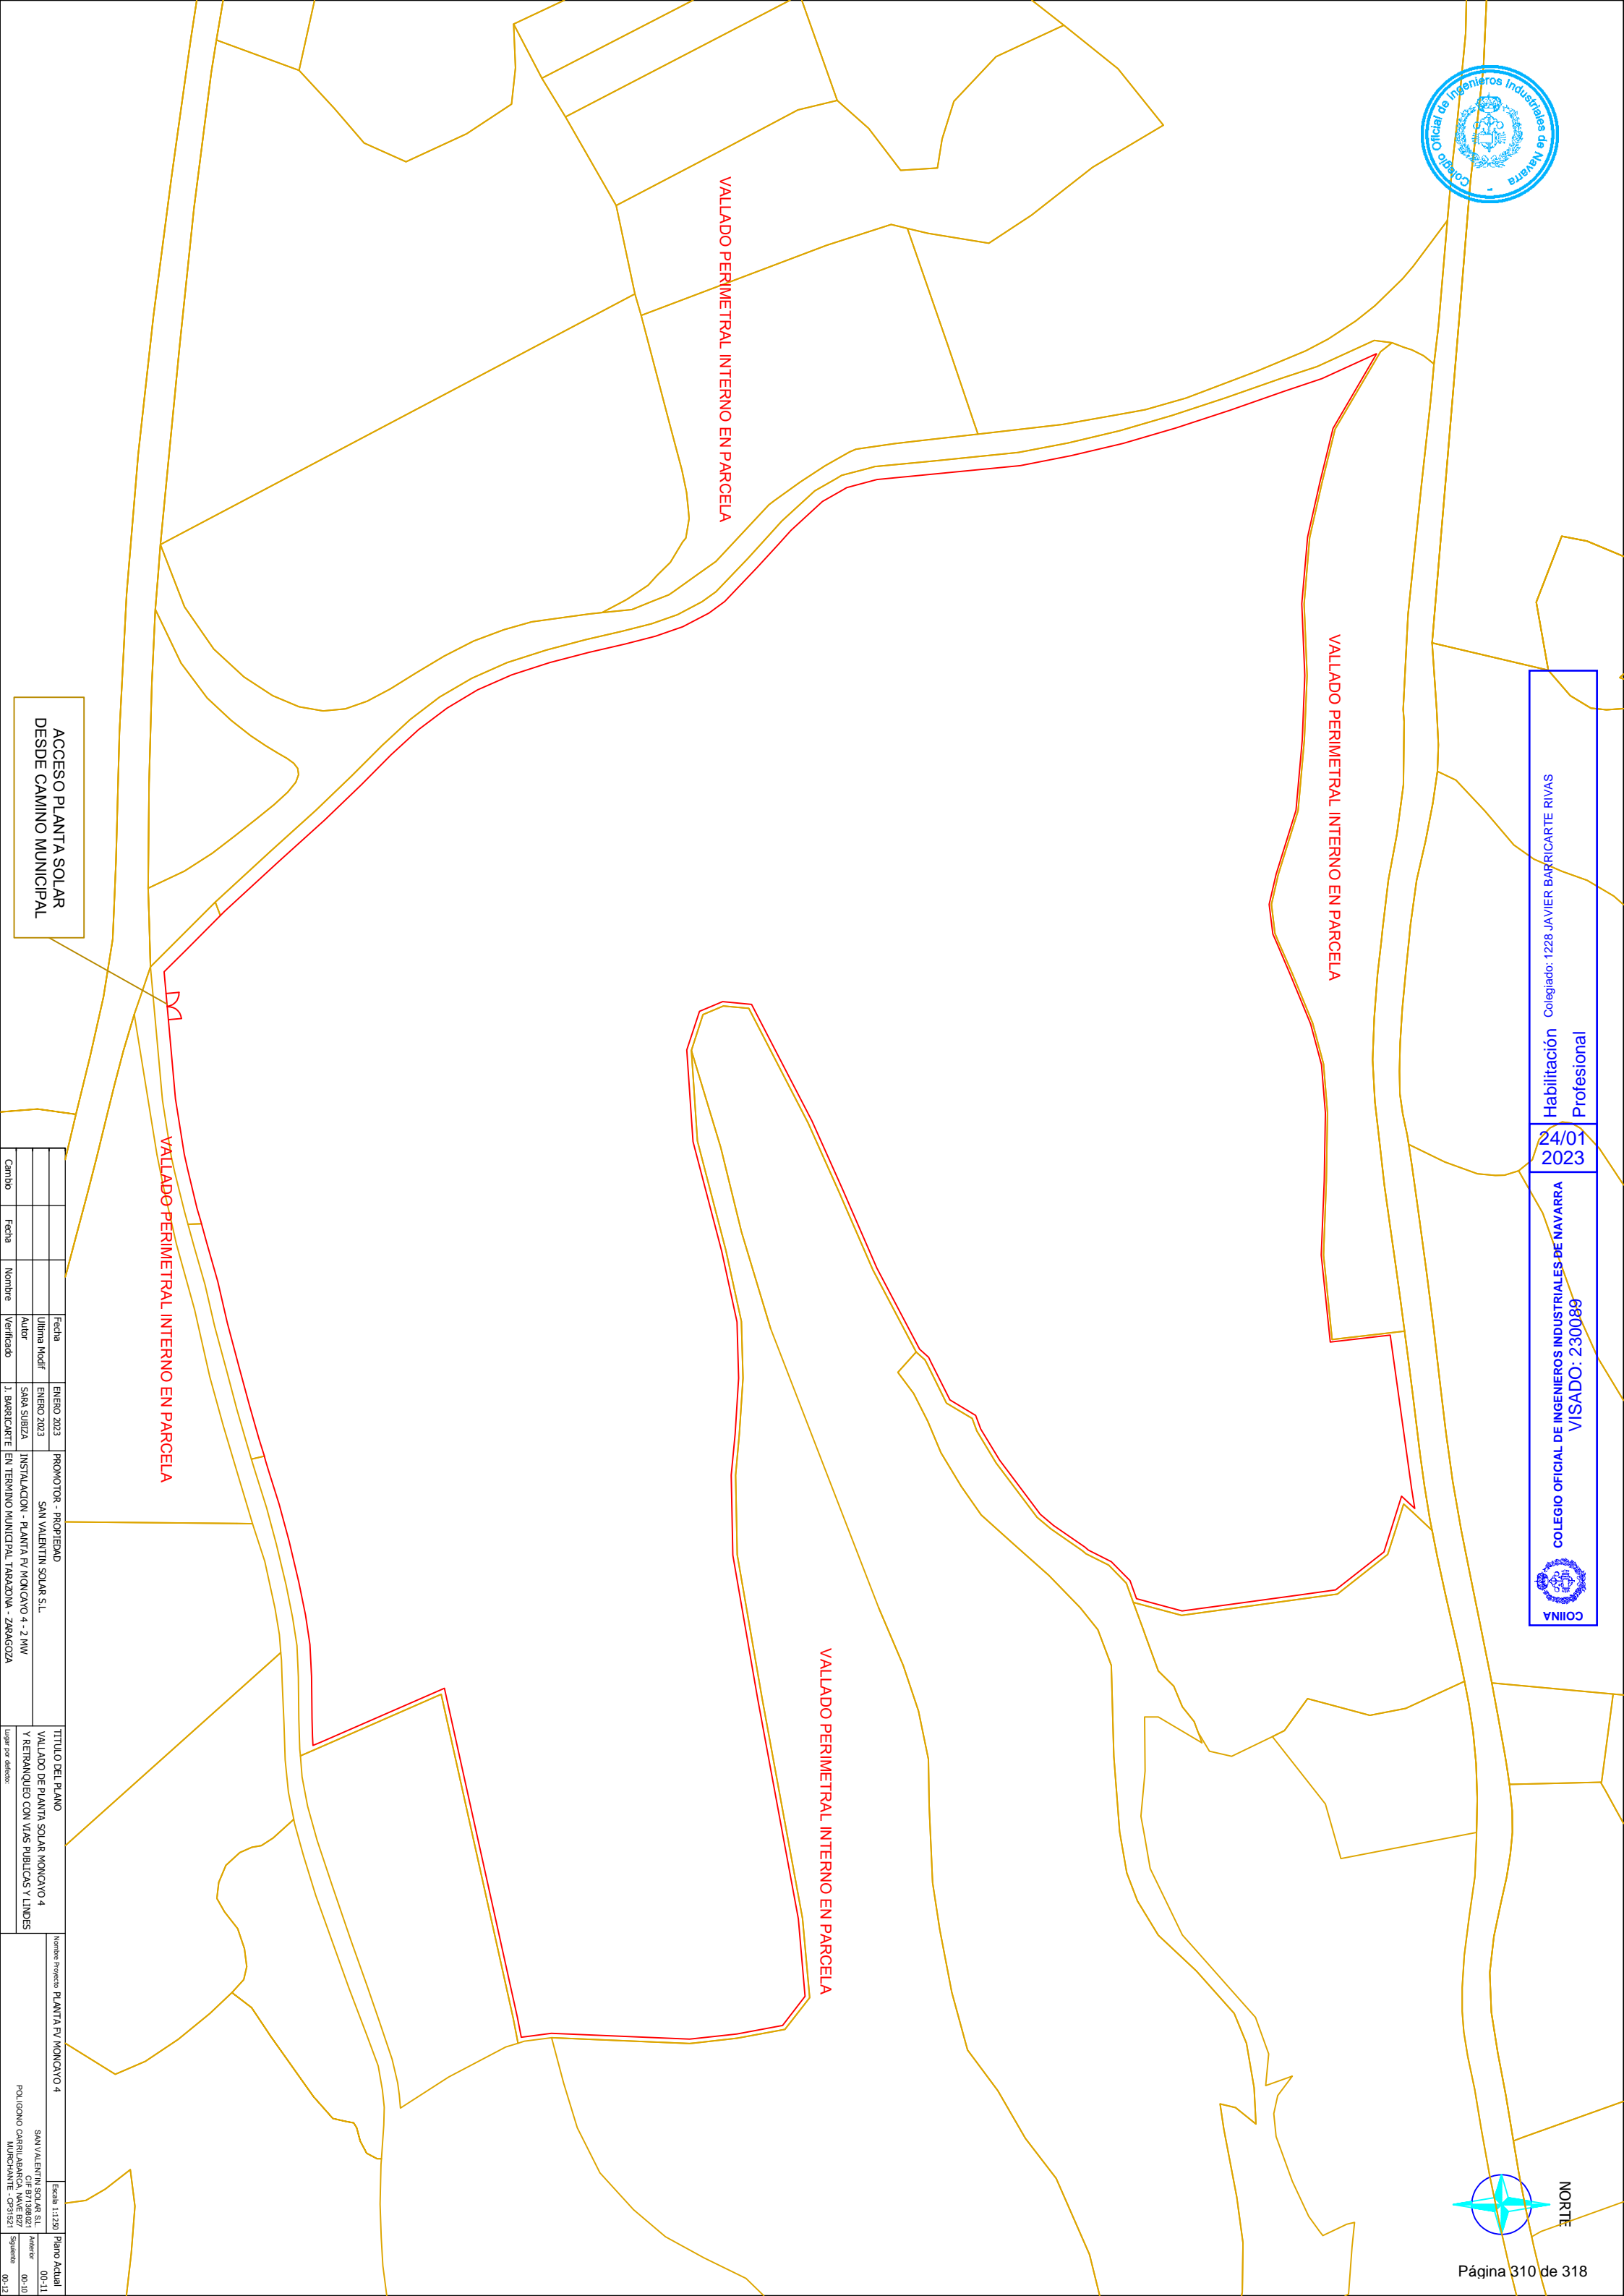 Colegio Oficial de Ingenieros Industriales de Navarra
VALLADO PERIMETRAL INTERNO EN PARCELA
VALLADO PERIMETRAL INTERNO EN PARCELA
VALLADO PERIMETRAL INTERNO EN PARCELA
VALLADO PERIMETRAL INTERNO EN PARCELA
ACCESO PLANTA SOLAR
DESDE CAMINO MUNICIPAL
Habilitación Colegiado: 1228 JAVIER BARRICARTE RIVAS
Profesional
24/01
2023
COLEGIO OFICIAL DE INGENIEROS INDUSTRIALES DE NAVARRA
VISADO: 230089
COIINA
NORTE
Fecha ENERO 2023
Ultima Modif ENERO 2023
Autor SARA SUBIZA
Cambio Fecha Nombre Verificado J. BARRICARTE
PROMOTOR - PROPIEDAD
SAN VALENTIN SOLAR S.L.
INSTALACION - PLANTA FV MONCAYO 4 - 2 MW
EN TERMINO MUNICIPAL TARAZONA - ZARAGOZA
TITULO DEL PLANO
VALLADO DE PLANTA SOLAR MONCAYO 4
Y RETRANQUEO CON VIAS PUBLICAS Y LINDES
Lugar por defecto:
Nombre Proyecto PLANTA FV MONCAYO 4
Escala 1:1250
SAN VALENTIN SOLAR S.L.
CIF B71368021
POLIGONO CARRILABARCA, NAVE B27
MURCHANTE - CP31521
Plano Actual
00-11
Anterior 00-10
Siguiente 00-12
Página 310 de 318